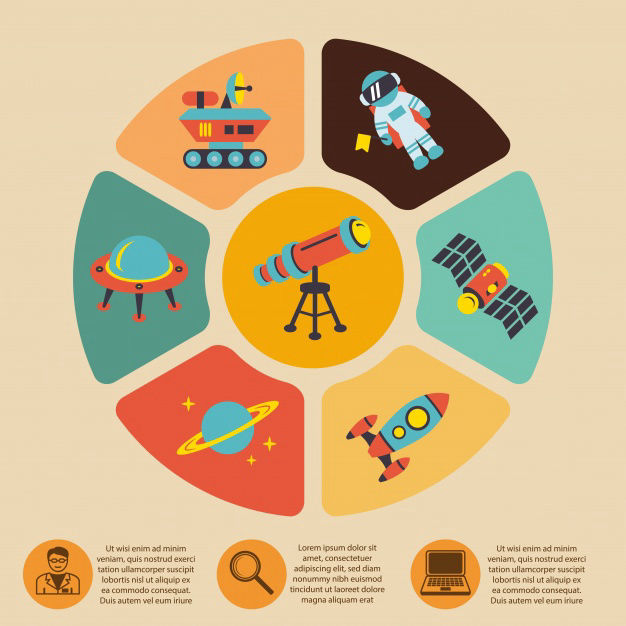 Ut wisi enim ad minim
veniam, quis nostrud exerci
tation ullamcorper suscipit
lobortis nisl ut aliquip ex
ea commodo consequat.
Duis autem vel eum iriure
Lorem ipsum dolor sit
amet, consectetuer
adipiscing elit, sed diam
nonummy nibh euismod
tincidunt ut laoreet dolore
magna aliquam erat
Ut wisi enim ad minim
veniam, quis nostrud exerci
tation ullamcorper suscipit
lobortis nisl ut aliquip ex
ea commodo consequat.
Duis autem vel eum iriure